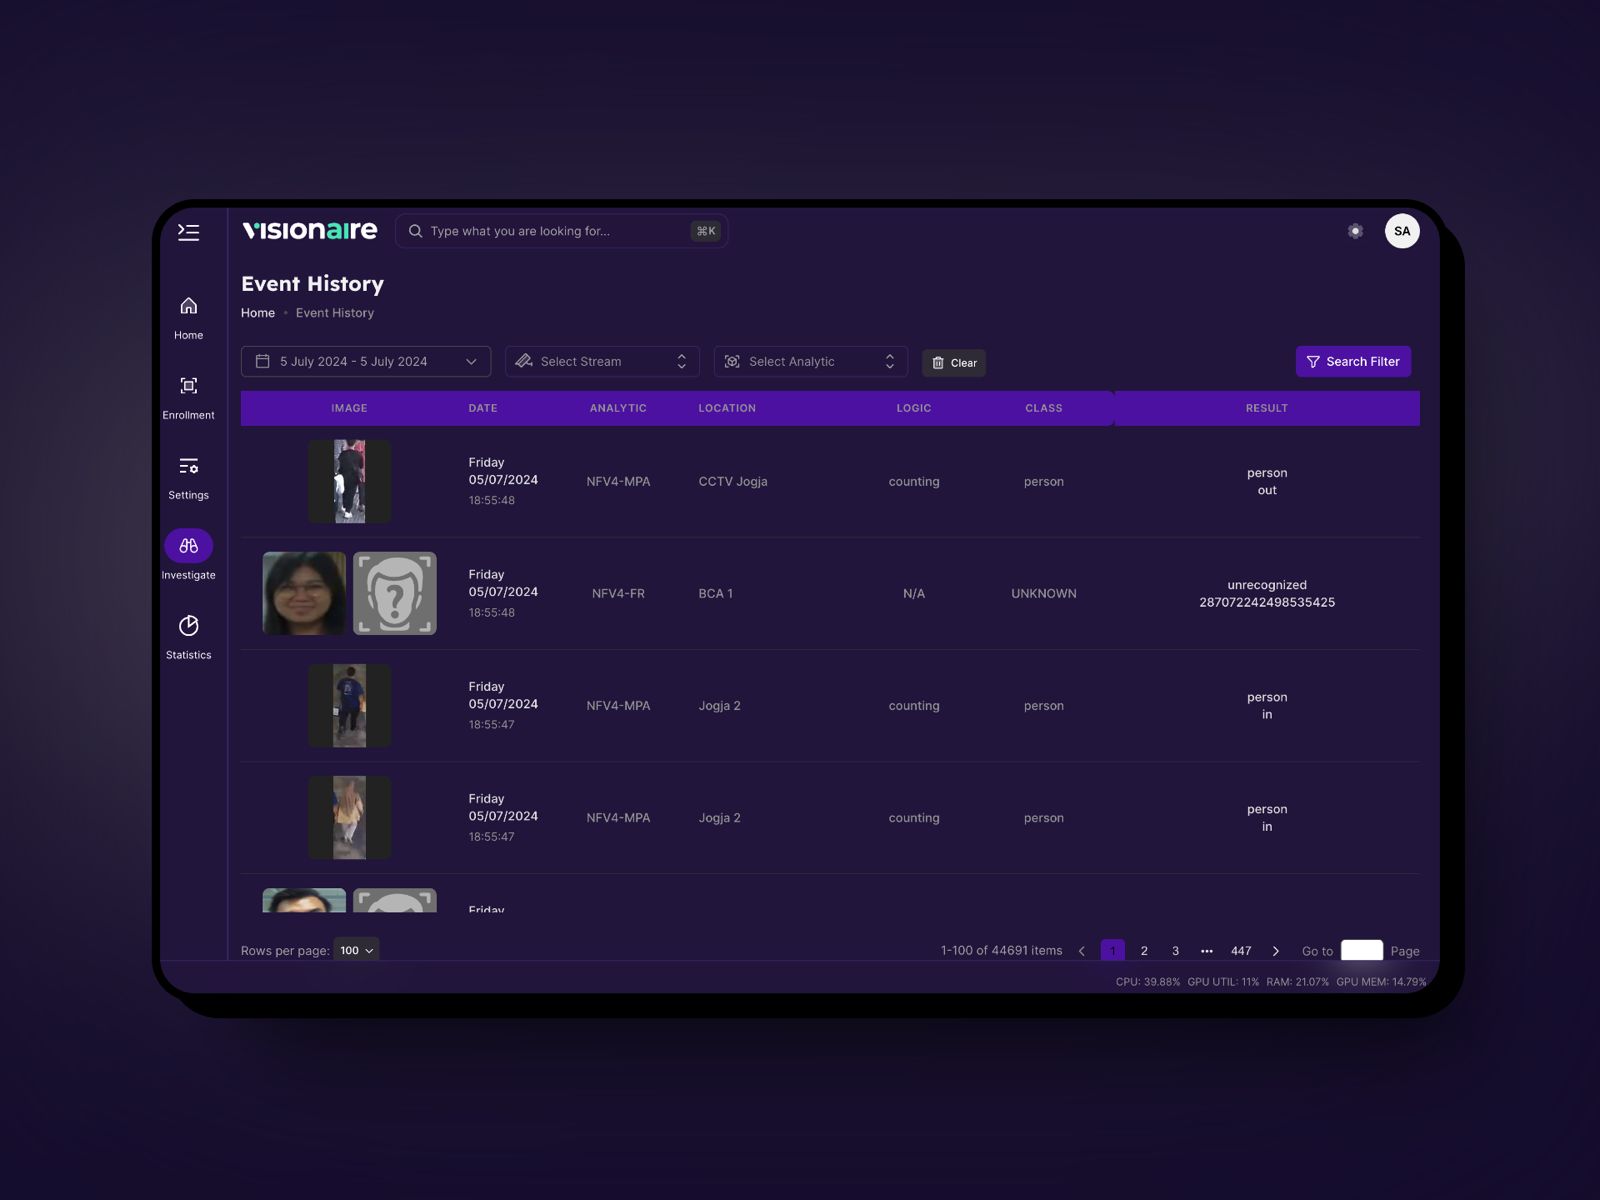 visionaire
Type what you are looking for...
⌘K
SA
Home
Enrollment
Settings
Investigate
Statistics
Event History
Home • Event History
5 July 2024 - 5 July 2024
Select Stream
Select Analytic
Clear
Search Filter
IMAGE DATE ANALYTIC LOCATION LOGIC CLASS RESULT
Friday
05/07/2024
18:55:48
NFV4-MPA
CCTV Jogja
counting
person
person
out
Friday
05/07/2024
18:55:48
NFV4-FR
BCA 1
N/A
UNKNOWN
unrecognized
287072242498535425
Friday
05/07/2024
18:55:47
NFV4-MPA
Jogja 2
counting
person
person
in
Friday
05/07/2024
18:55:47
NFV4-MPA
Jogja 2
counting
person
person
in
Friday
Rows per page: 100
1-100 of 44691 items
1 2 3 ••• 447
Go to Page
CPU: 39.88% GPU UTIL: 11% RAM: 21.07% GPU MEM: 14.79%